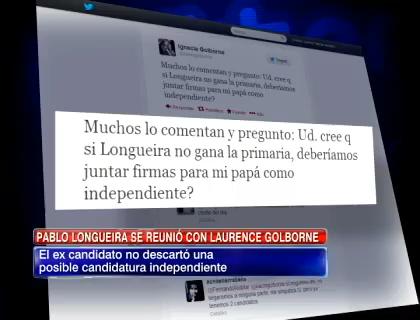 Ignacia Golborne
Muchos lo comentan y pregunto: Ud. cree q
si Longueira no gana la primaria, deberíamos
juntar firmas para mi papá como
independiente?
Muchos lo comentan y pregunto: Ud. cree q
si Longueira no gana la primaria, deberíamos
juntar firmas para mi papá como
independiente?
PABLO LONGUEIRA SE REUNIÓ CON LAURENCE GOLBORNE
El ex candidato no descartó una
posible candidatura independiente